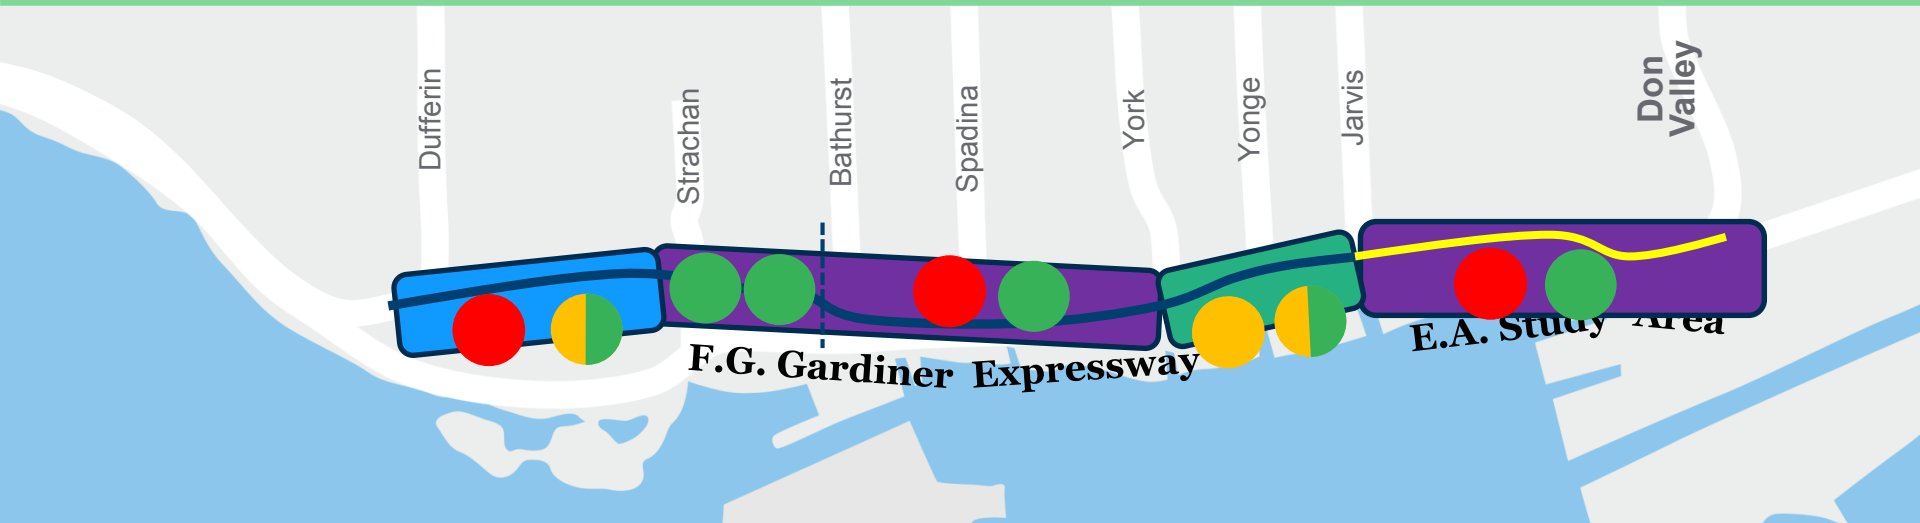 Dufferin
Strachan
Bathurst
Spadina
York
Yonge
Jarvis
Don
Valley
F.G. Gardiner Expressway
E.A. Study Area